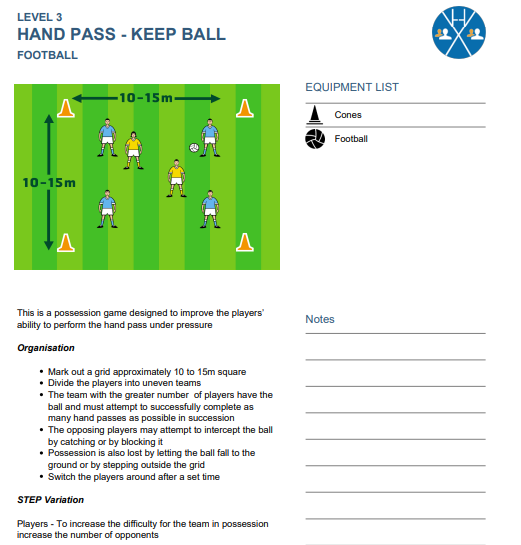 LEVEL 3
HAND PASS - KEEP BALL
FOOTBALL
10-15m
10-15m
EQUIPMENT LIST
Cones
Football
This is a possession game designed to improve the players'
ability to perform the hand pass under pressure
Organisation
• Mark out a grid approximately 10 to 15m square
• Divide the players into uneven teams
• The team with the greater number of players have the
ball and must attempt to successfully complete as
many hand passes as possible in succession
• The opposing players may attempt to intercept the ball
by catching or by blocking it
• Possession is also lost by letting the ball fall to the
ground or by stepping outside the grid
• Switch the players around after a set time
STEP Variation
Players - To increase the difficulty for the team in possession
increase the number of opponents
Notes